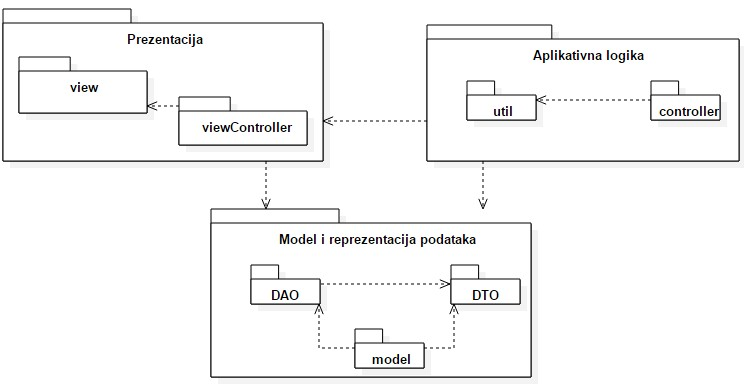 Prezentacija
Aplikativna logika
view
viewController
util
controller
Model i reprezentacija podataka
DAO
DTO
model